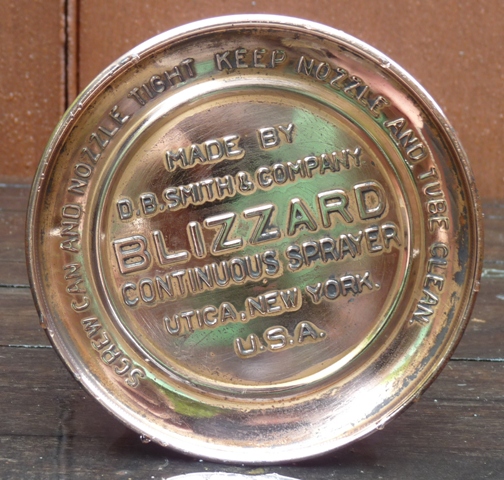 SCREW CAN AND NOZZLE TIGHT KEEP NOZZLE AND TUBE CLEAN.
MADE BY
D.B. SMITH & COMPANY
BLIZZARD
CONTINUOUS SPRAYER
UTICA, NEW YORK.
U.S.A.